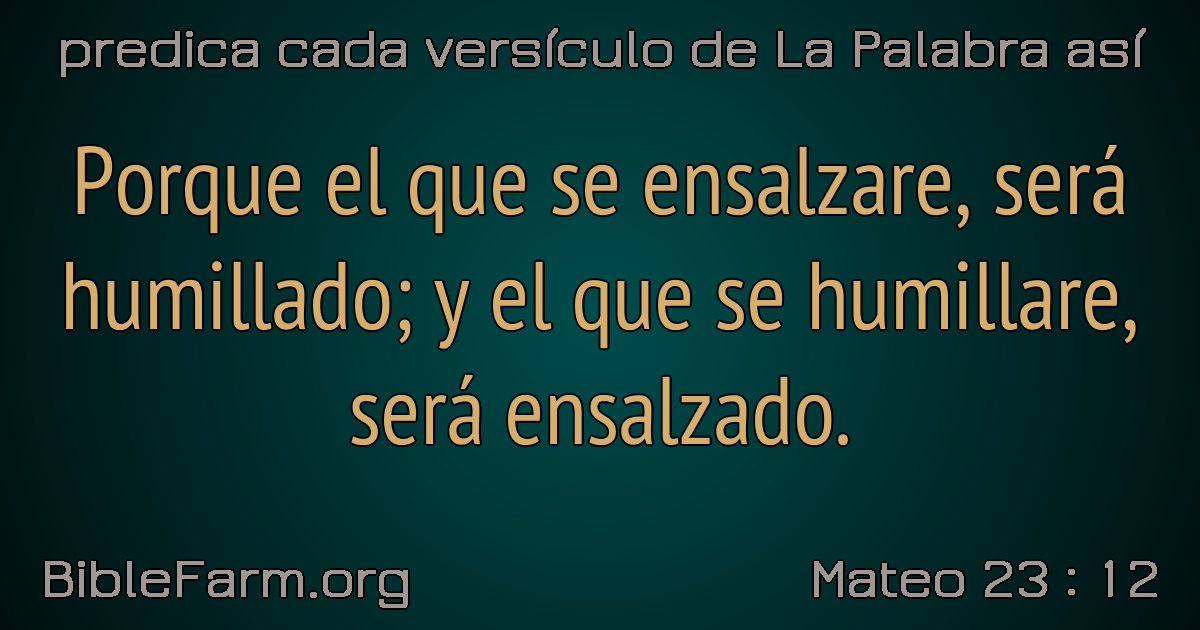 predica cada versículo de La Palabra así
Porque el que se ensalzare, será
humillado; y el que se humillare,
será ensalzado.
BibleFarm.org
Mateo 23 : 12